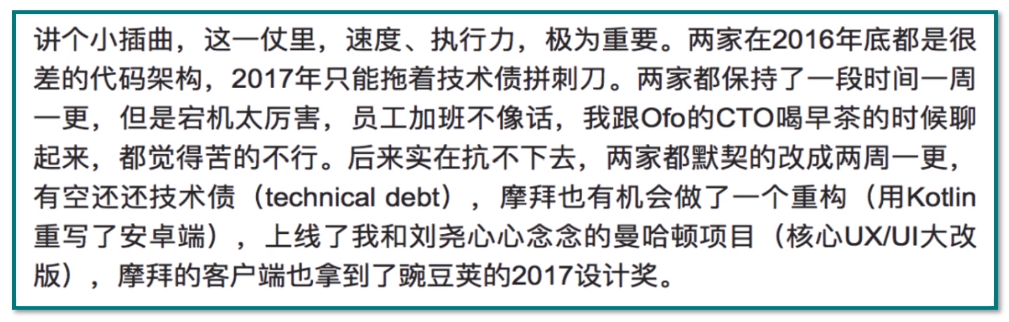 讲个小插曲，这一仗里，速度、执行力，极为重要。两家在2016年底都是很
差的代码架构，2017年只能拖着技术债拼刺刀。两家都保持了一段时间一周
一更，但是宕机太厉害，员工加班不像话，我跟Ofo的CTO喝早茶的时候聊
起来，都觉得苦的不行。后来实在抗不下去，两家都默契的改成两周一更，
有空还还技术债（technical debt），摩拜也有机会做了一个重构（用Kotlin
重写了安卓端），上线了我和刘尧心心念念的曼哈顿项目（核心UX/UI大改
版），摩拜的客户端也拿到了豌豆荚的2017设计奖。